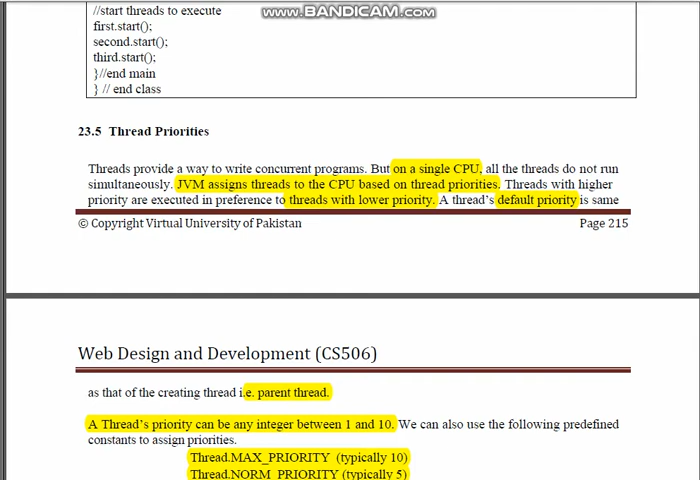 //start threads to execute
www.BANDICAM.com
first.start();
second.start();
third.start();
}//end main
} // end class
23.5 Thread Priorities
Threads provide a way to write concurrent programs. But on a single CPU, all the threads do not run
simultaneously. JVM assigns threads to the CPU based on thread priorities. Threads with higher
priority are executed in preference to threads with lower priority. A thread's default priority is same
© Copyright Virtual University of Pakistan Page 215
Web Design and Development (CS506)
as that of the creating thread i.e. parent thread.
A Thread's priority can be any integer between 1 and 10. We can also use the following predefined
constants to assign priorities.
Thread.MAX_PRIORITY (typically 10)
Thread.NORM_PRIORITY (typically 5)